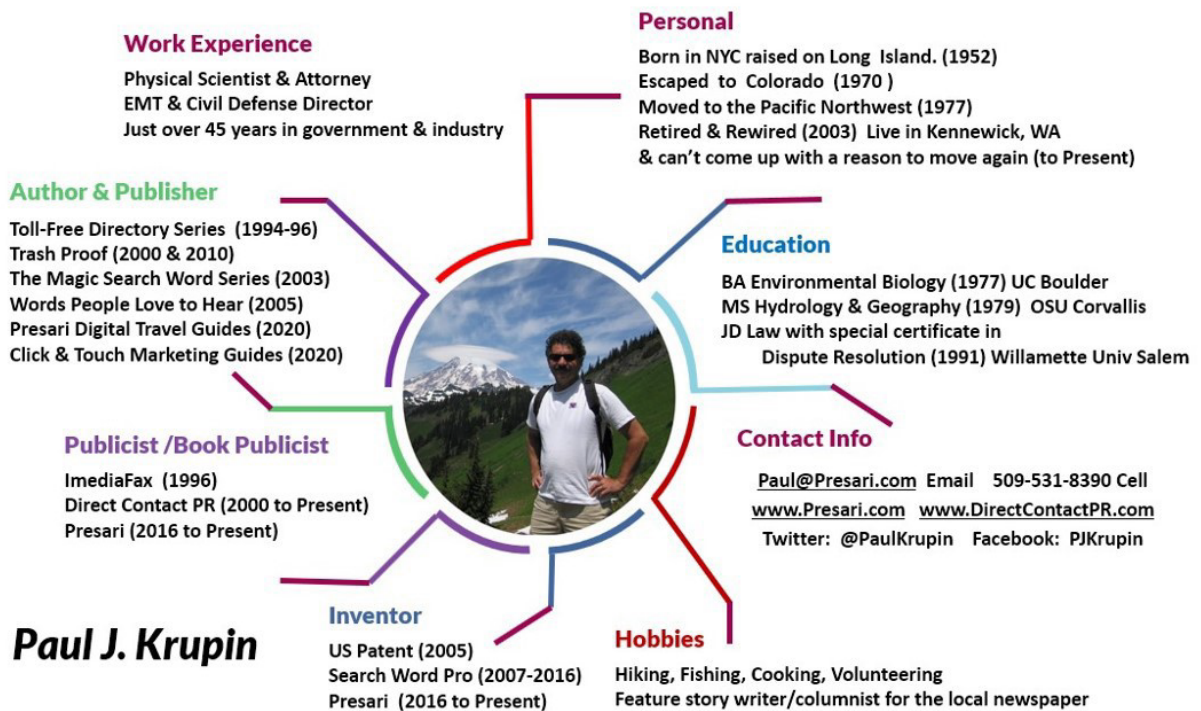 Work Experience
Physical Scientist & Attorney
EMT & Civil Defense Director
Just over 45 years in government & industry
Personal
Born in NYC raised on Long Island. (1952)
Escaped to Colorado (1970 )
Moved to the Pacific Northwest (1977)
Retired & Rewired (2003) Live in Kennewick, WA
& can't come up with a reason to move again (to Present)
Author & Publisher
Toll-Free Directory Series (1994-96)
Trash Proof (2000 & 2010)
The Magic Search Word Series (2003)
Words People Love to Hear (2005)
Presari Digital Travel Guides (2020)
Click & Touch Marketing Guides (2020)
Education
BA Environmental Biology (1977) UC Boulder
MS Hydrology & Geography (1979) OSU Corvallis
JD Law with special certificate in
Dispute Resolution (1991) Willamette Univ Salem
Publicist /Book Publicist
ImediaFax (1996)
Direct Contact PR (2000 to Present)
Presari (2016 to Present)
Contact Info
Paul@Presari.com Email 509-531-8390 Cell
www.Presari.com www.DirectContactPR.com
Twitter: @PaulKrupin Facebook: PJKrupin
Paul J. Krupin
Inventor
US Patent (2005)
Search Word Pro (2007-2016)
Presari (2016 to Present)
Hobbies
Hiking, Fishing, Cooking, Volunteering
Feature story writer/columnist for the local newspaper